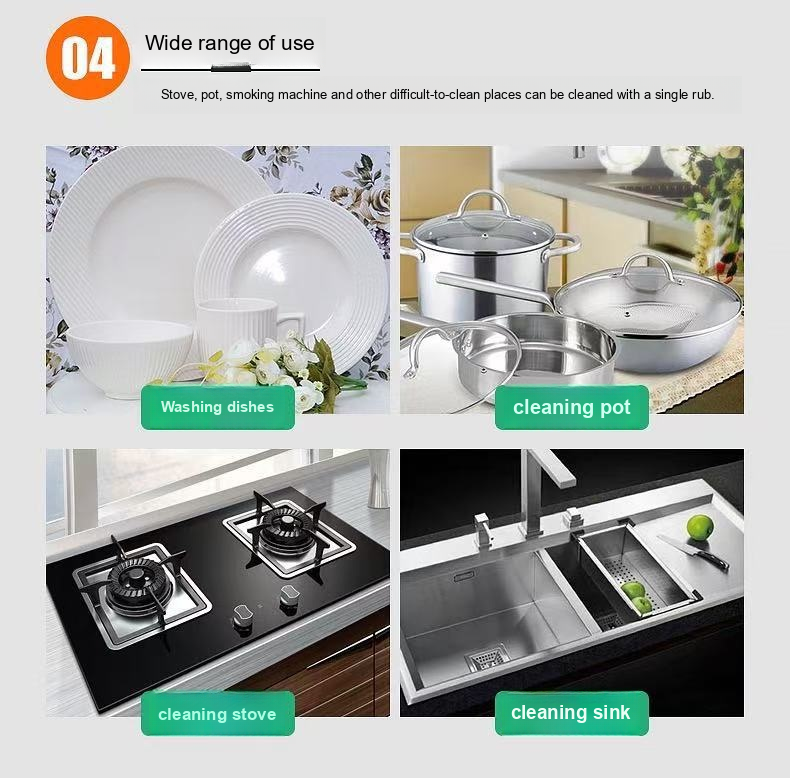 04
Wide range of use
Stove, pot, smoking machine and other difficult-to-clean places can be cleaned with a single rub.
Washing dishes
cleaning pot
cleaning stove
cleaning sink